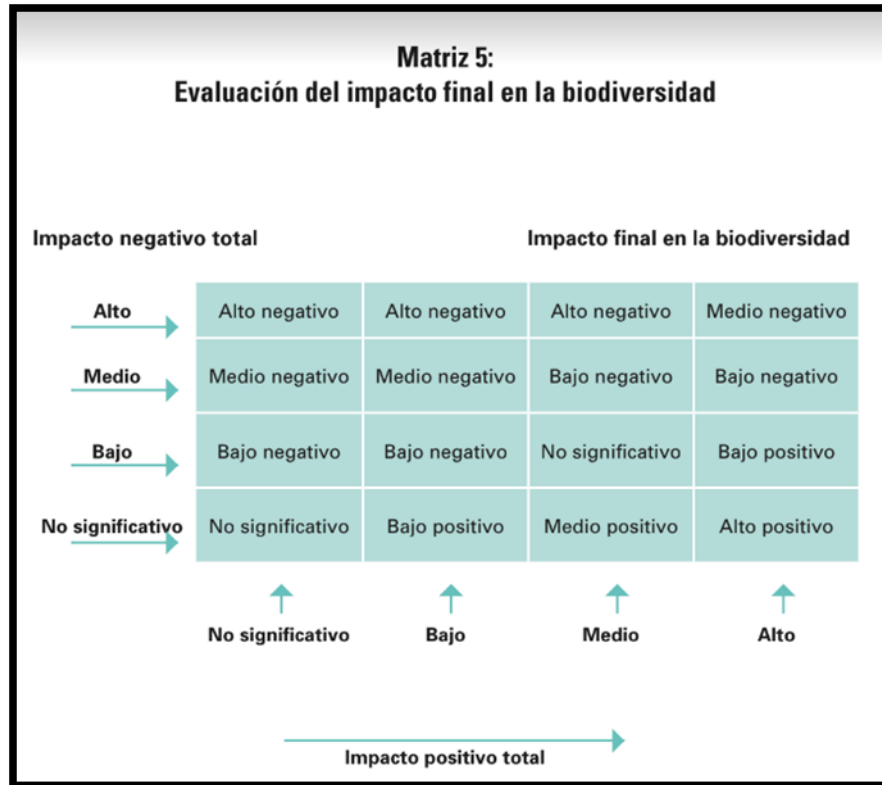 Matriz 5:
Evaluación del impacto final en la biodiversidad
Impacto negativo total
Impacto final en la biodiversidad
Alto
Alto negativo
Alto negativo
Alto negativo
Medio negativo
Medio
Medio negativo
Medio negativo
Bajo negativo
Bajo negativo
Bajo
Bajo negativo
Bajo negativo
No significativo
Bajo positivo
No significativo
No significativo
Bajo positivo
Medio positivo
Alto positivo
No significativo
Bajo
Medio
Alto
Impacto positivo total